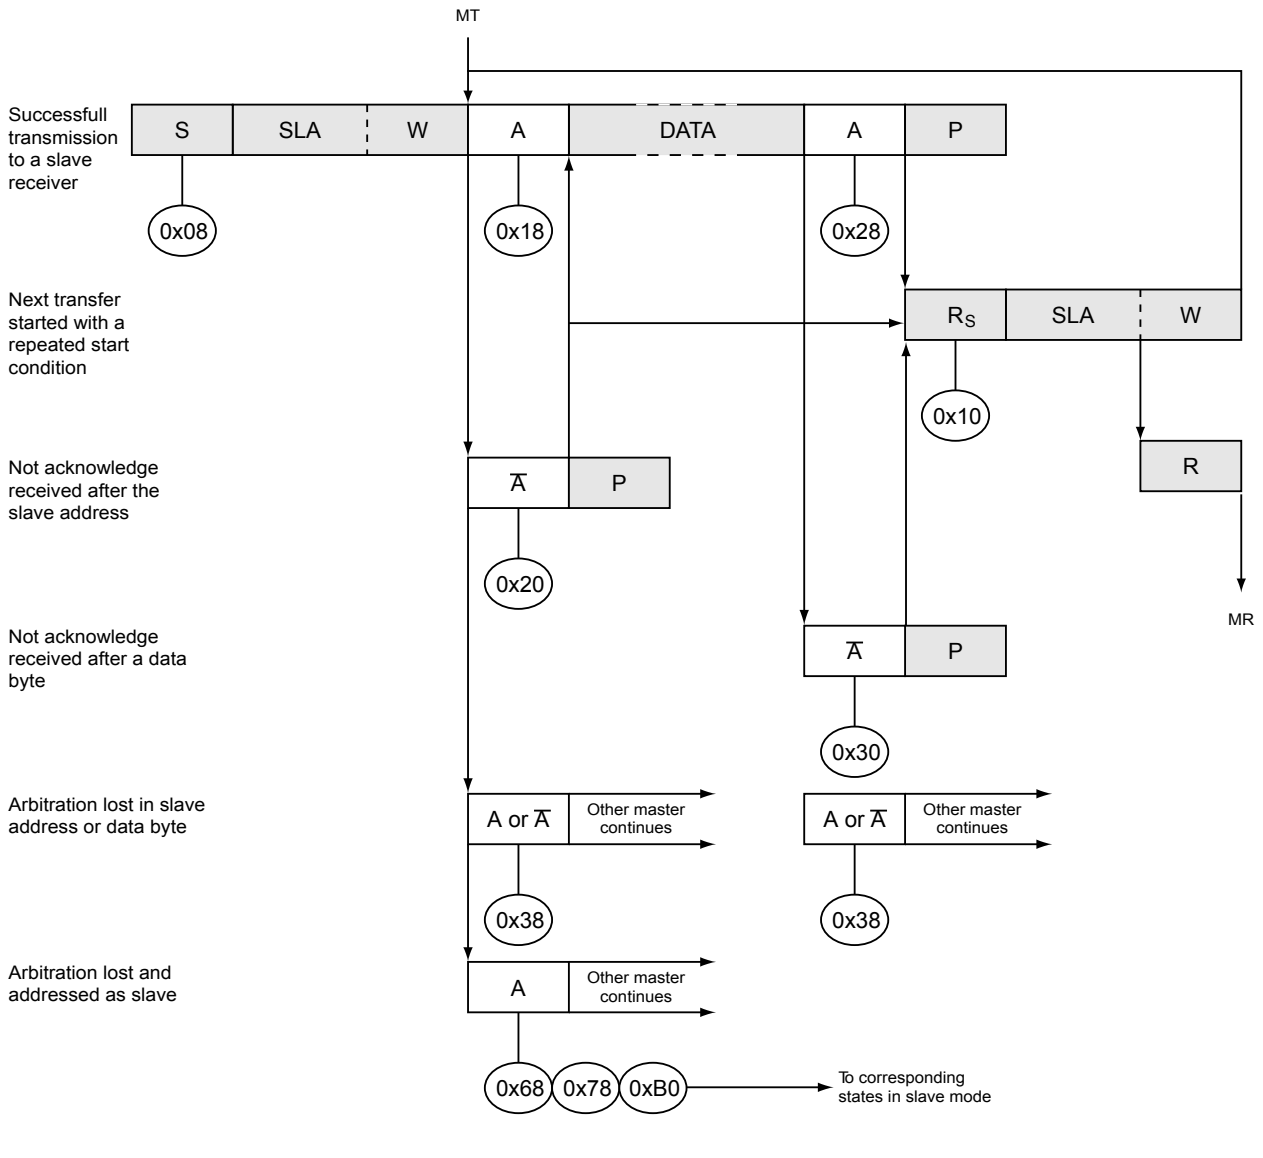 MT
Successfull
transmission
to a slave
receiver
S SLA W A DATA A P
0x08 0x18 0x28
Next transfer
started with a
repeated start
condition
RS SLA W
0x10
Not acknowledge
received after the
slave address
A̅ P
R
0x20
MR
Not acknowledge
received after a data
byte
A̅ P
0x30
Arbitration lost in slave
address or data byte
A or A̅ Other master
continues
A or A̅ Other master
continues
0x38 0x38
Arbitration lost and
addressed as slave
A Other master
continues
0x68 0x78 0xB0
To corresponding
states in slave mode